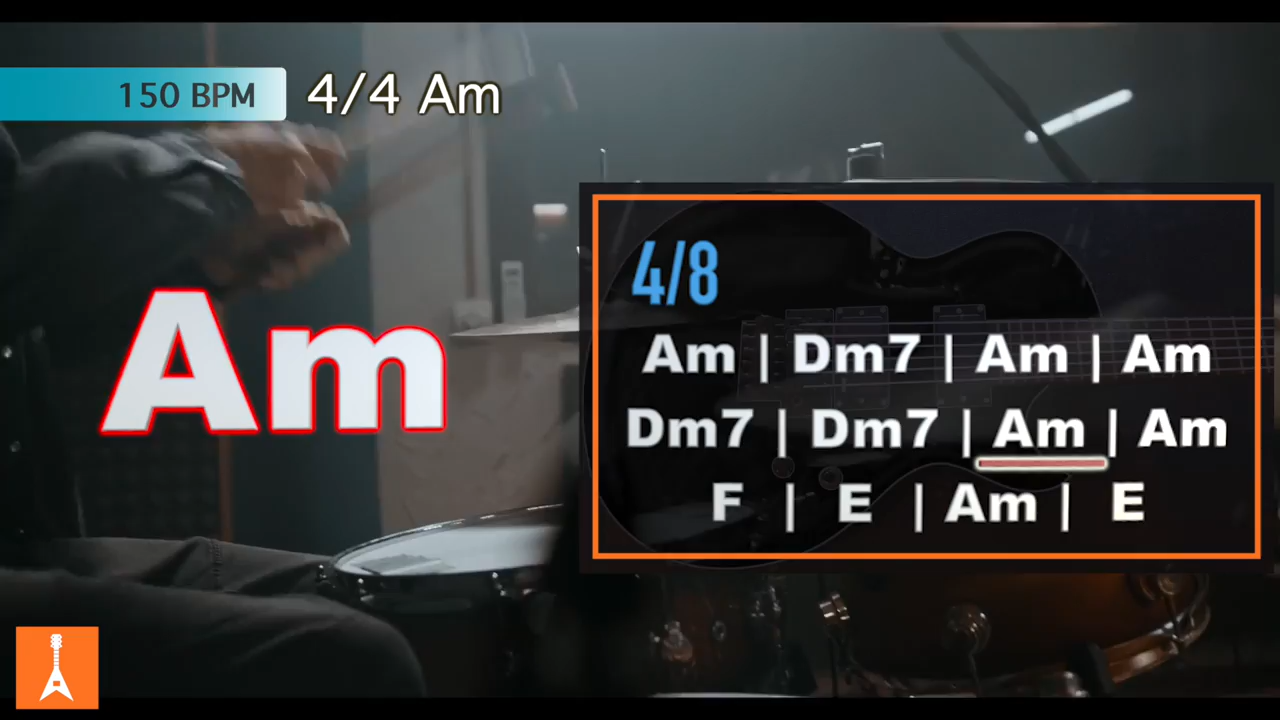 150 BPM 4/4 Am
Am
4/8
Am | Dm7 | Am | Am
Dm7 | Dm7 | Am | Am
F | E | Am | E